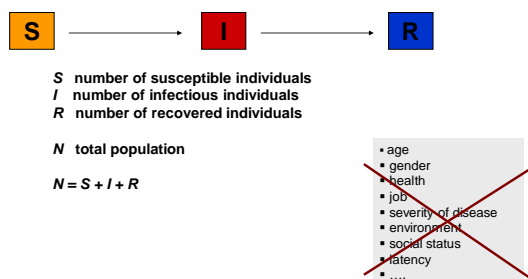 S I R
S number of susceptible individuals
I number of infectious individuals
R number of recovered individuals
N total population
N = S + I + R
▪ age
▪ gender
▪ health
▪ job
▪ severity of disease
▪ environment
▪ social status
▪ latency
▪ ....